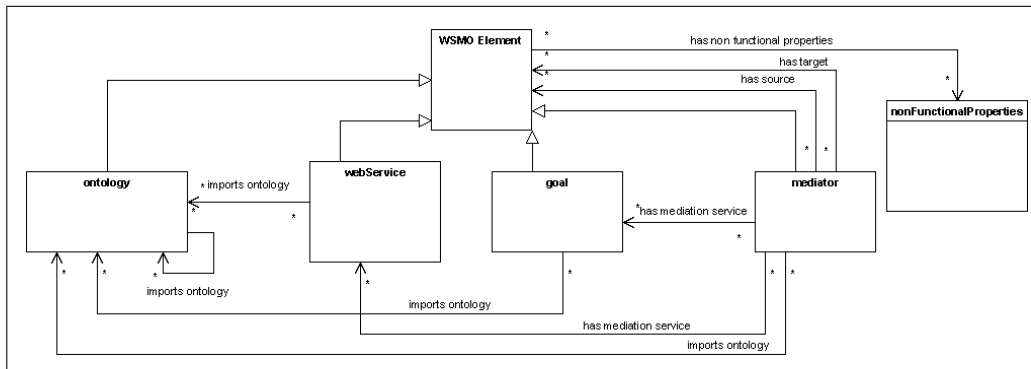 WSMO Element
*
has non functional properties
*
has target
*
has source
*
nonFunctionalProperties
*
*
ontology
webService
goal
mediator
* imports ontology
*
*
*
has mediation service
*
*
*
*
*
*
*
*
*
imports ontology
imports ontology
has mediation service
imports ontology